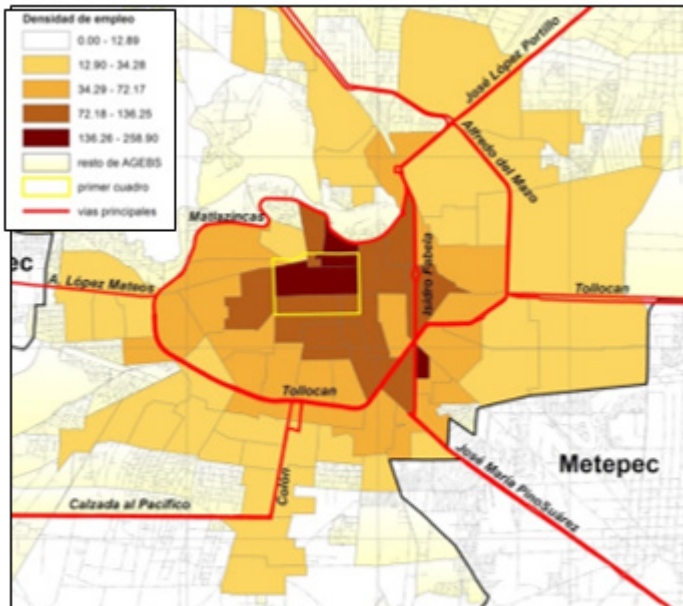 Densidad de empleo
0.00 - 12.89
12.90 - 34.28
34.29 - 72.17
72.18 - 136.25
136.26 - 258.90
resto de AGEBS
primer cuadro
vias principales
José López Portillo
Alfredo del Mazo
Matlazincas
ec
A. López Mateos
Isidro Fabela
Tollocan
Tollocan
Metepec
José María PinoSuárez
Colón
Calzada al Pacífico